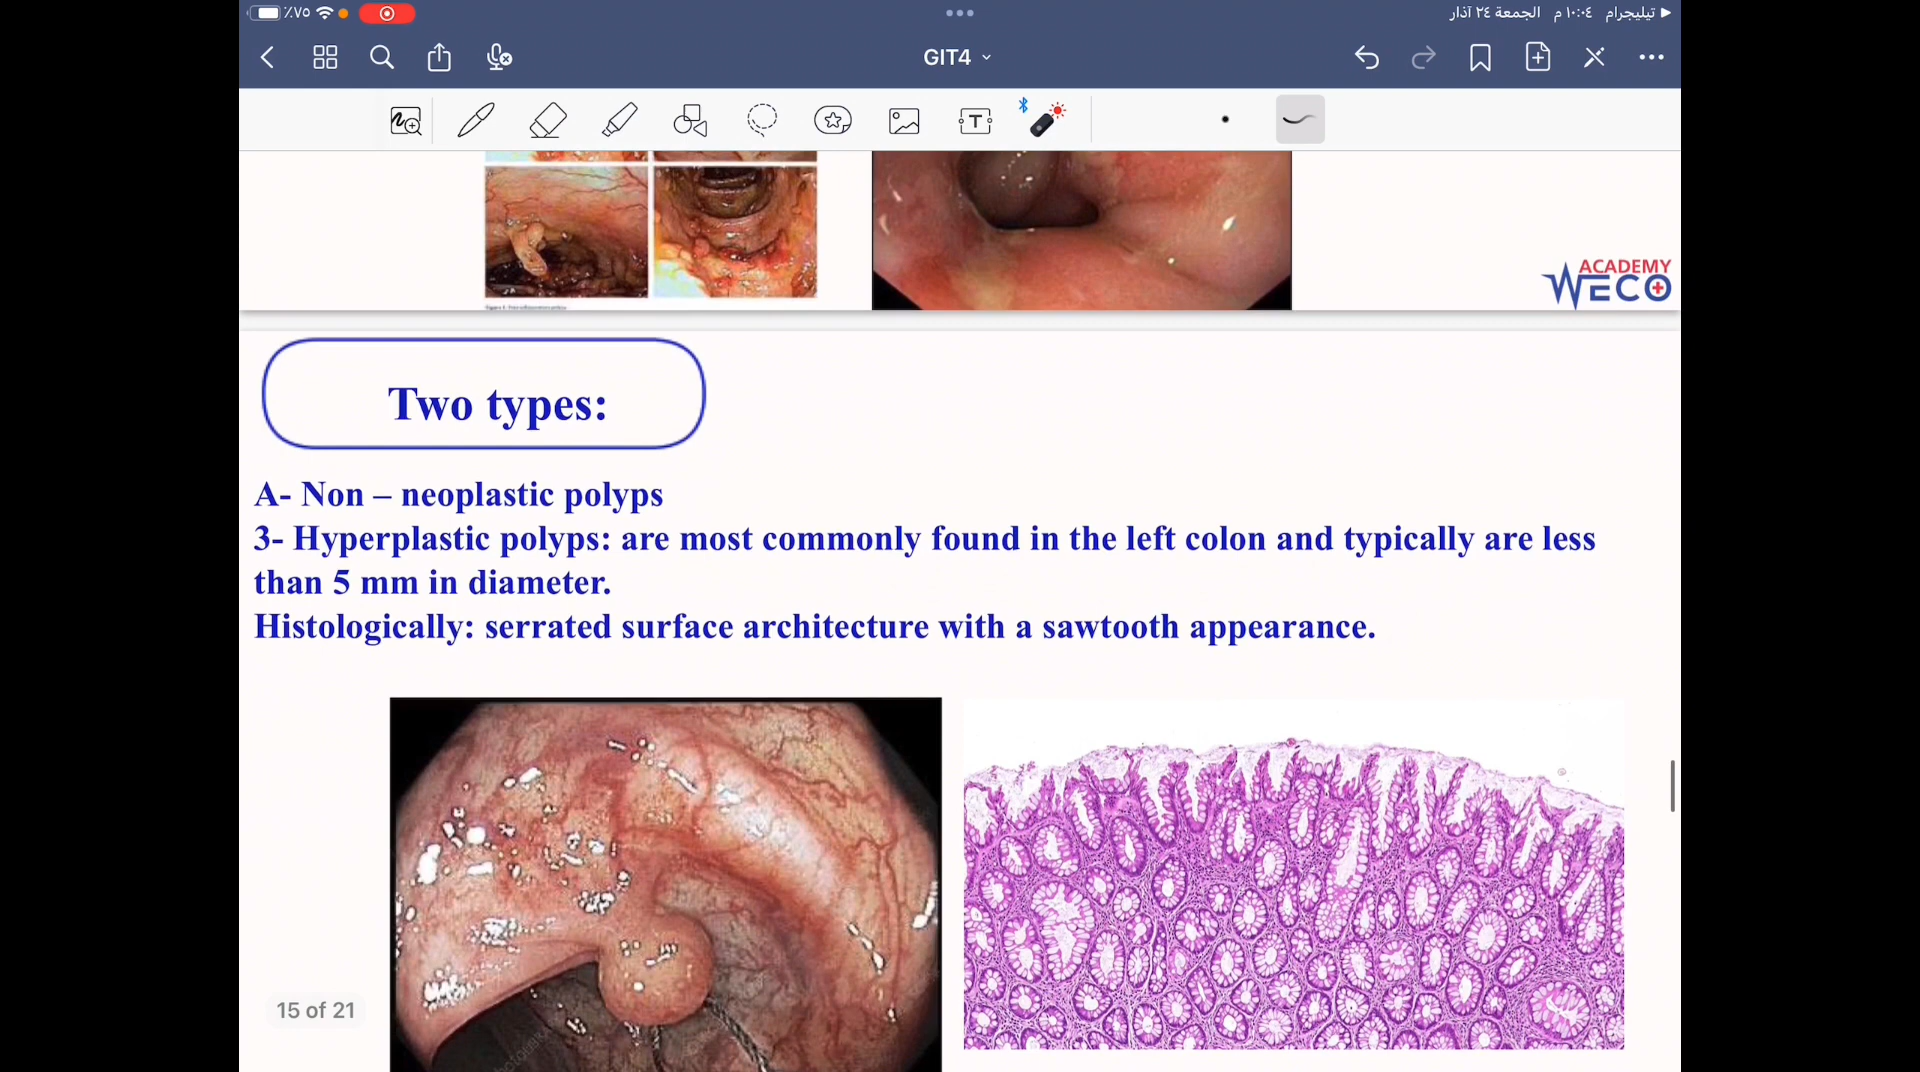 ٪٧٥
تيليجرام ١٠:٠٤ م الجمعة ٢٤ آذار
GIT4
T
ACADEMY
WECO
Two types:
A- Non – neoplastic polyps
3- Hyperplastic polyps: are most commonly found in the left colon and typically are less
than 5 mm in diameter.
Histologically: serrated surface architecture with a sawtooth appearance.
15 of 21